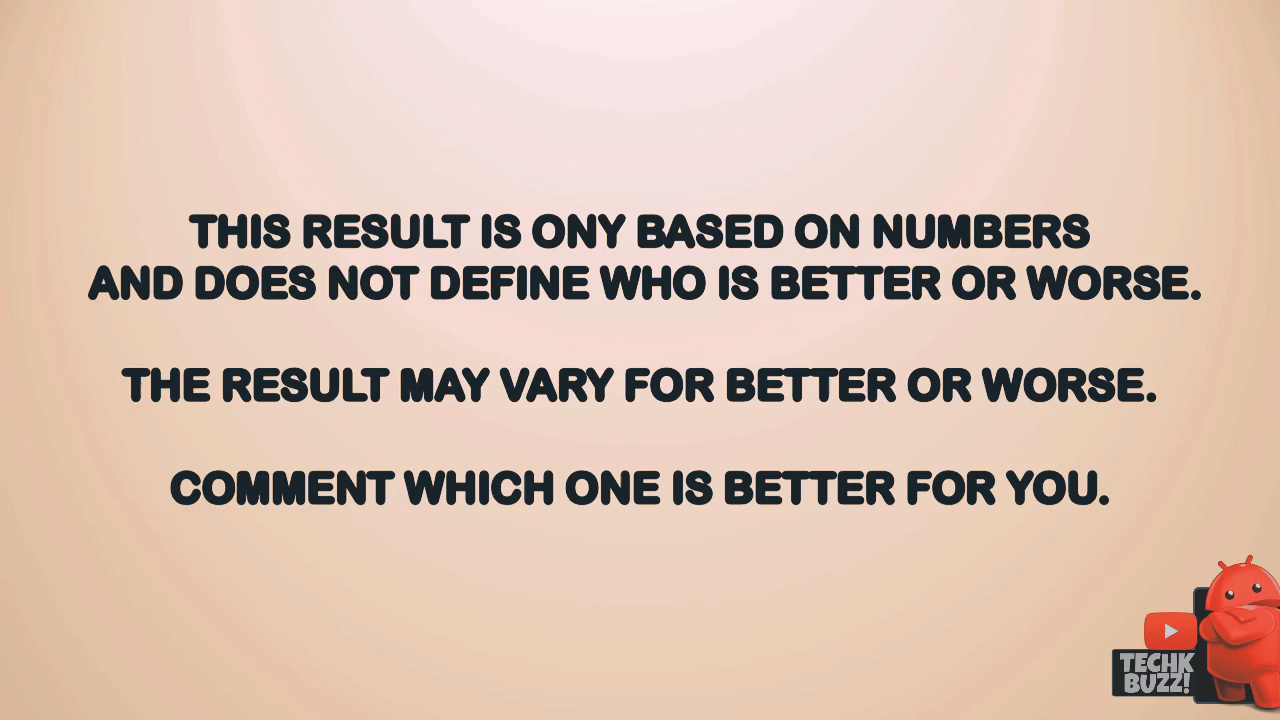 THIS RESULT IS ONY BASED ON NUMBERS
AND DOES NOT DEFINE WHO IS BETTER OR WORSE.
THE RESULT MAY VARY FOR BETTER OR WORSE.
COMMENT WHICH ONE IS BETTER FOR YOU.
TECHK
BUZZ!